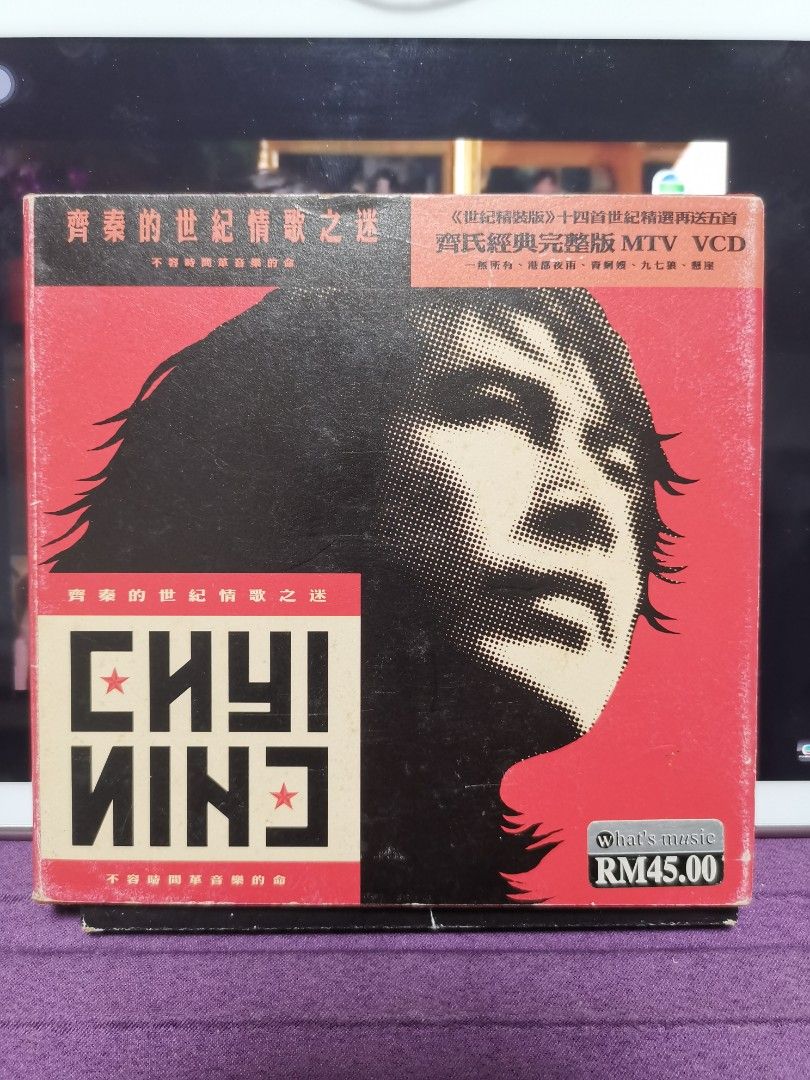 齊秦的世紀情歌之迷
不容時間革音樂的命
《世紀精裝版》十四首世紀精選再送五首
齊氏經典完整版 MTV VCD
一無所有、港都夜雨、青蚵嫂、九七狼、懸崖
齊秦的世紀情歌之迷
CHYI
NIHC
不容時間革音樂的命
what's music
RM45.00